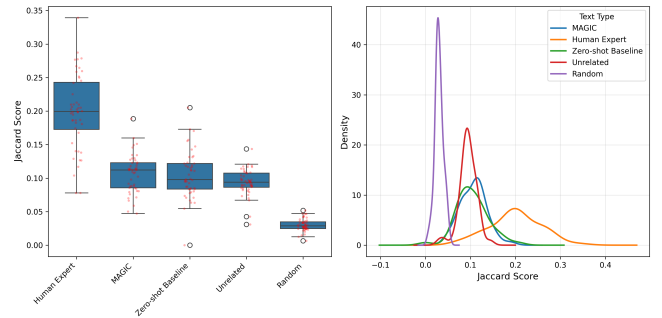 Jaccard Score
0.35
0.30
0.25
0.20
0.15
0.10
0.05
0.00
Human Expert
MAGIC
Zero-shot Baseline
Unrelated
Random
Density
40
30
20
10
0
−0.1
0.0
0.1
0.2
0.3
0.4
Jaccard Score
Text Type
MAGIC
Human Expert
Zero-shot Baseline
Unrelated
Random